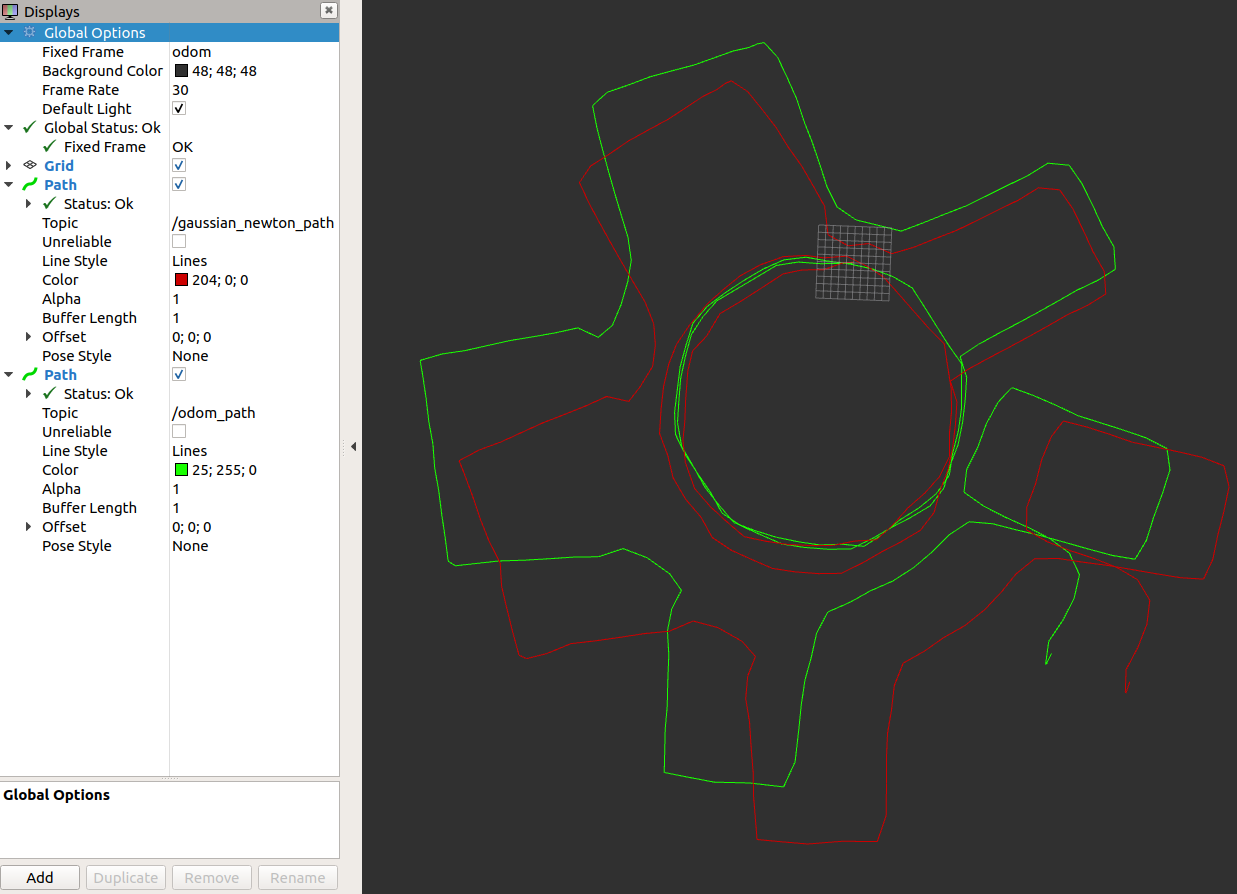 Displays
Global Options
Fixed Frame odom
Background Color 48; 48; 48
Frame Rate 30
Default Light
Global Status: Ok
Fixed Frame OK
Grid
Path
Status: Ok
Topic /gaussian_newton_path
Unreliable
Line Style Lines
Color 204; 0; 0
Alpha 1
Buffer Length 1
Offset 0; 0; 0
Pose Style None
Path
Status: Ok
Topic /odom_path
Unreliable
Line Style Lines
Color 25; 255; 0
Alpha 1
Buffer Length 1
Offset 0; 0; 0
Pose Style None
Global Options
Add Duplicate Remove Rename